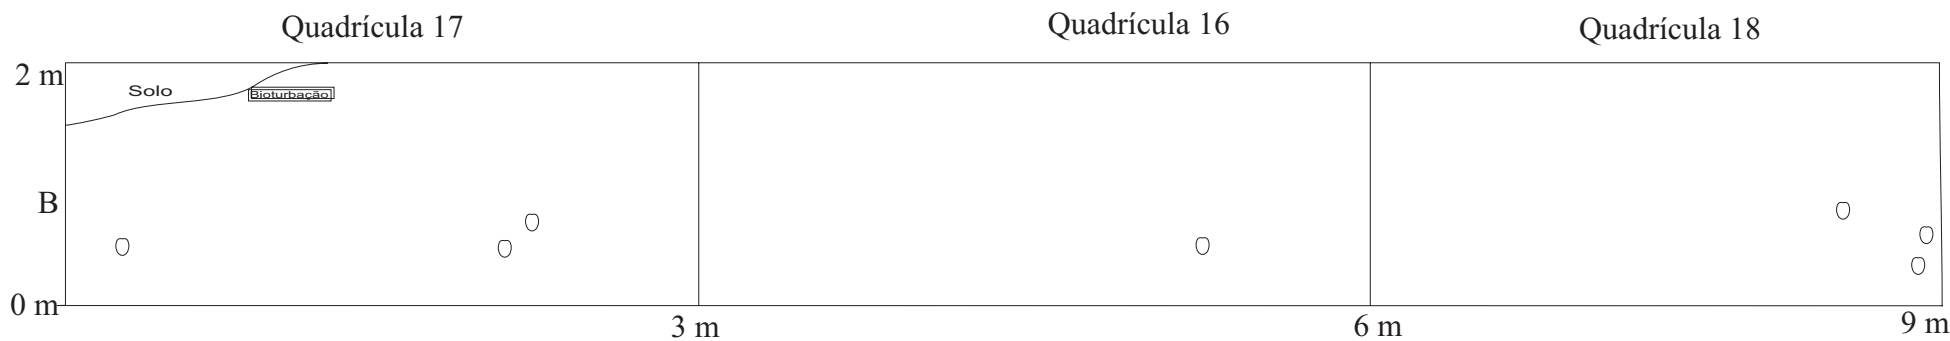 Quadrícula 17
Quadrícula 16
Quadrícula 18
2 m
Solo
Bioturbação
B
0 m
3 m
6 m
9 m